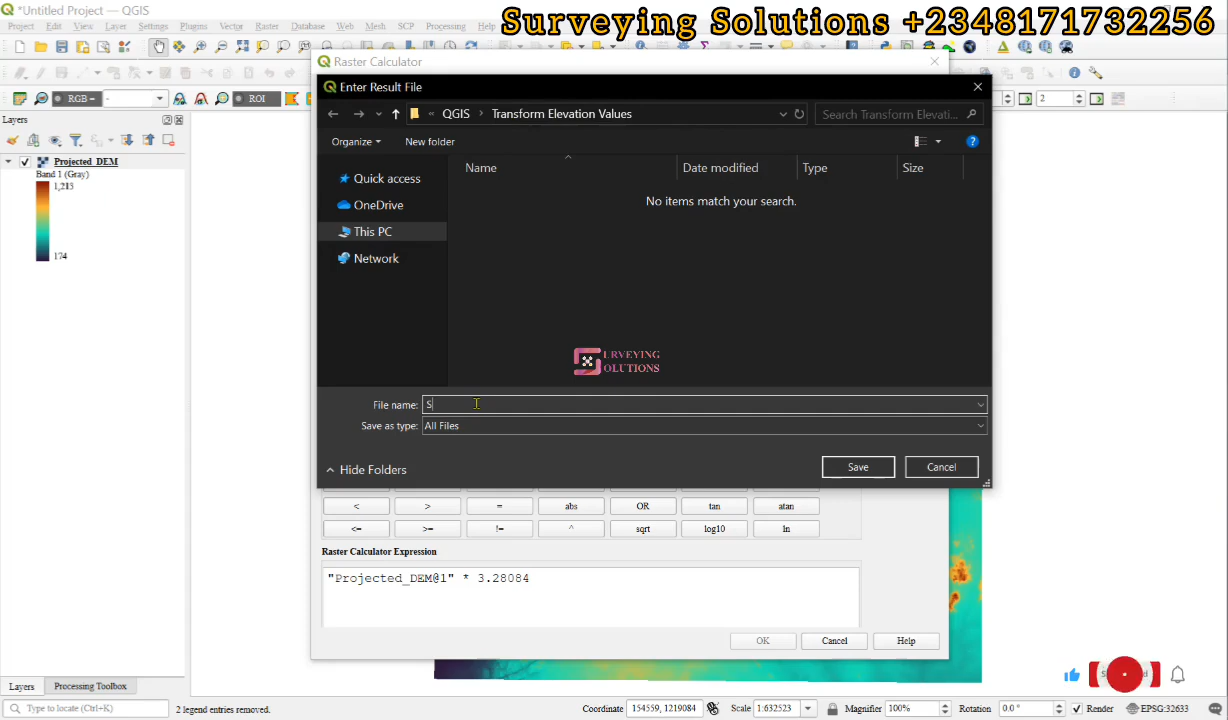 *Untitled Project — QGIS
Surveying Solutions +2348171732256
Project Edit View Layer Settings Plugins Vector Raster Database Web Mesh SCP Processing Help
RGB = - ROI 2
Layers
Projected_DEM
Band 1 (Gray)
1,213
174
Raster Calculator
Enter Result File
« QGIS > Transform Elevation Values
Search Transform Elevati...
Organize New folder
Name Date modified Type Size
Quick access
OneDrive
This PC
Network
No items match your search.
SURVEYING
SOLUTIONS
File name: S
Save as type: All Files
Hide Folders Save Cancel
< > = abs OR tan atan
<= >= != ^ sqrt log10 ln
Raster Calculator Expression
"Projected_DEM@1" * 3.28084
OK Cancel Help
Layers Processing Toolbox
Type to locate (Ctrl+K) 2 legend entries removed. Coordinate 154559, 1219084 Scale 1:632523 Magnifier 100% Rotation 0.0 ° Render EPSG:32633